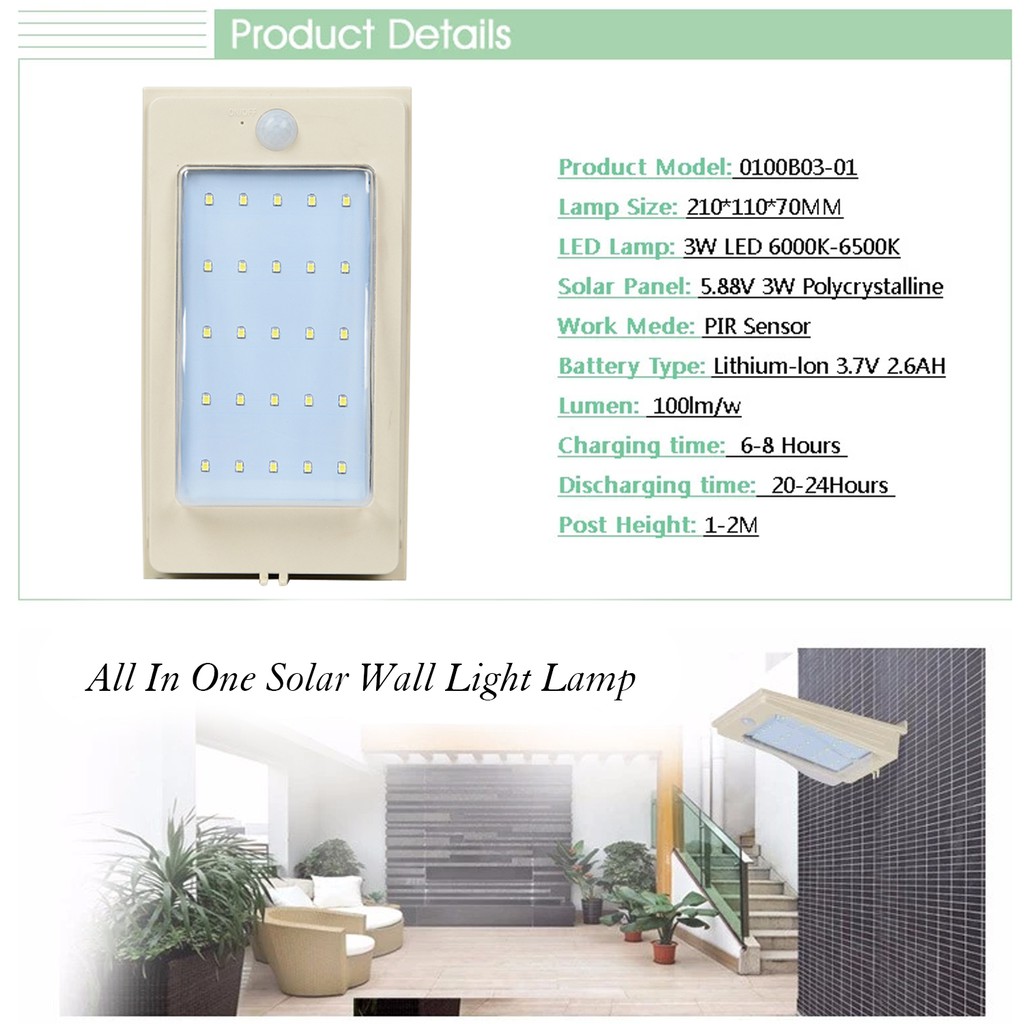 Product Details
Product Model: 0100B03-01
Lamp Size: 210*110*70MM
LED Lamp: 3W LED 6000K-6500K
Solar Panel: 5.88V 3W Polycrystalline
Work Mede: PIR Sensor
Battery Type: Lithium-lon 3.7V 2.6AH
Lumen: 100lm/w
Charging time: 6-8 Hours
Discharging time: 20-24Hours
Post Height: 1-2M
All In One Solar Wall Light Lamp